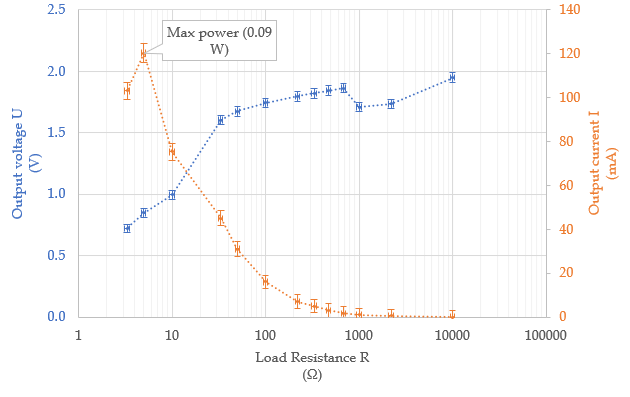 2.5
2.0
1.5
1.0
0.5
0.0
Output voltage U
(V)
Max power (0.09
W)
140
120
100
80
60
40
20
0
Output current I
(mA)
1
10
100
1000
10000
100000
Load Resistance R
(Ω)